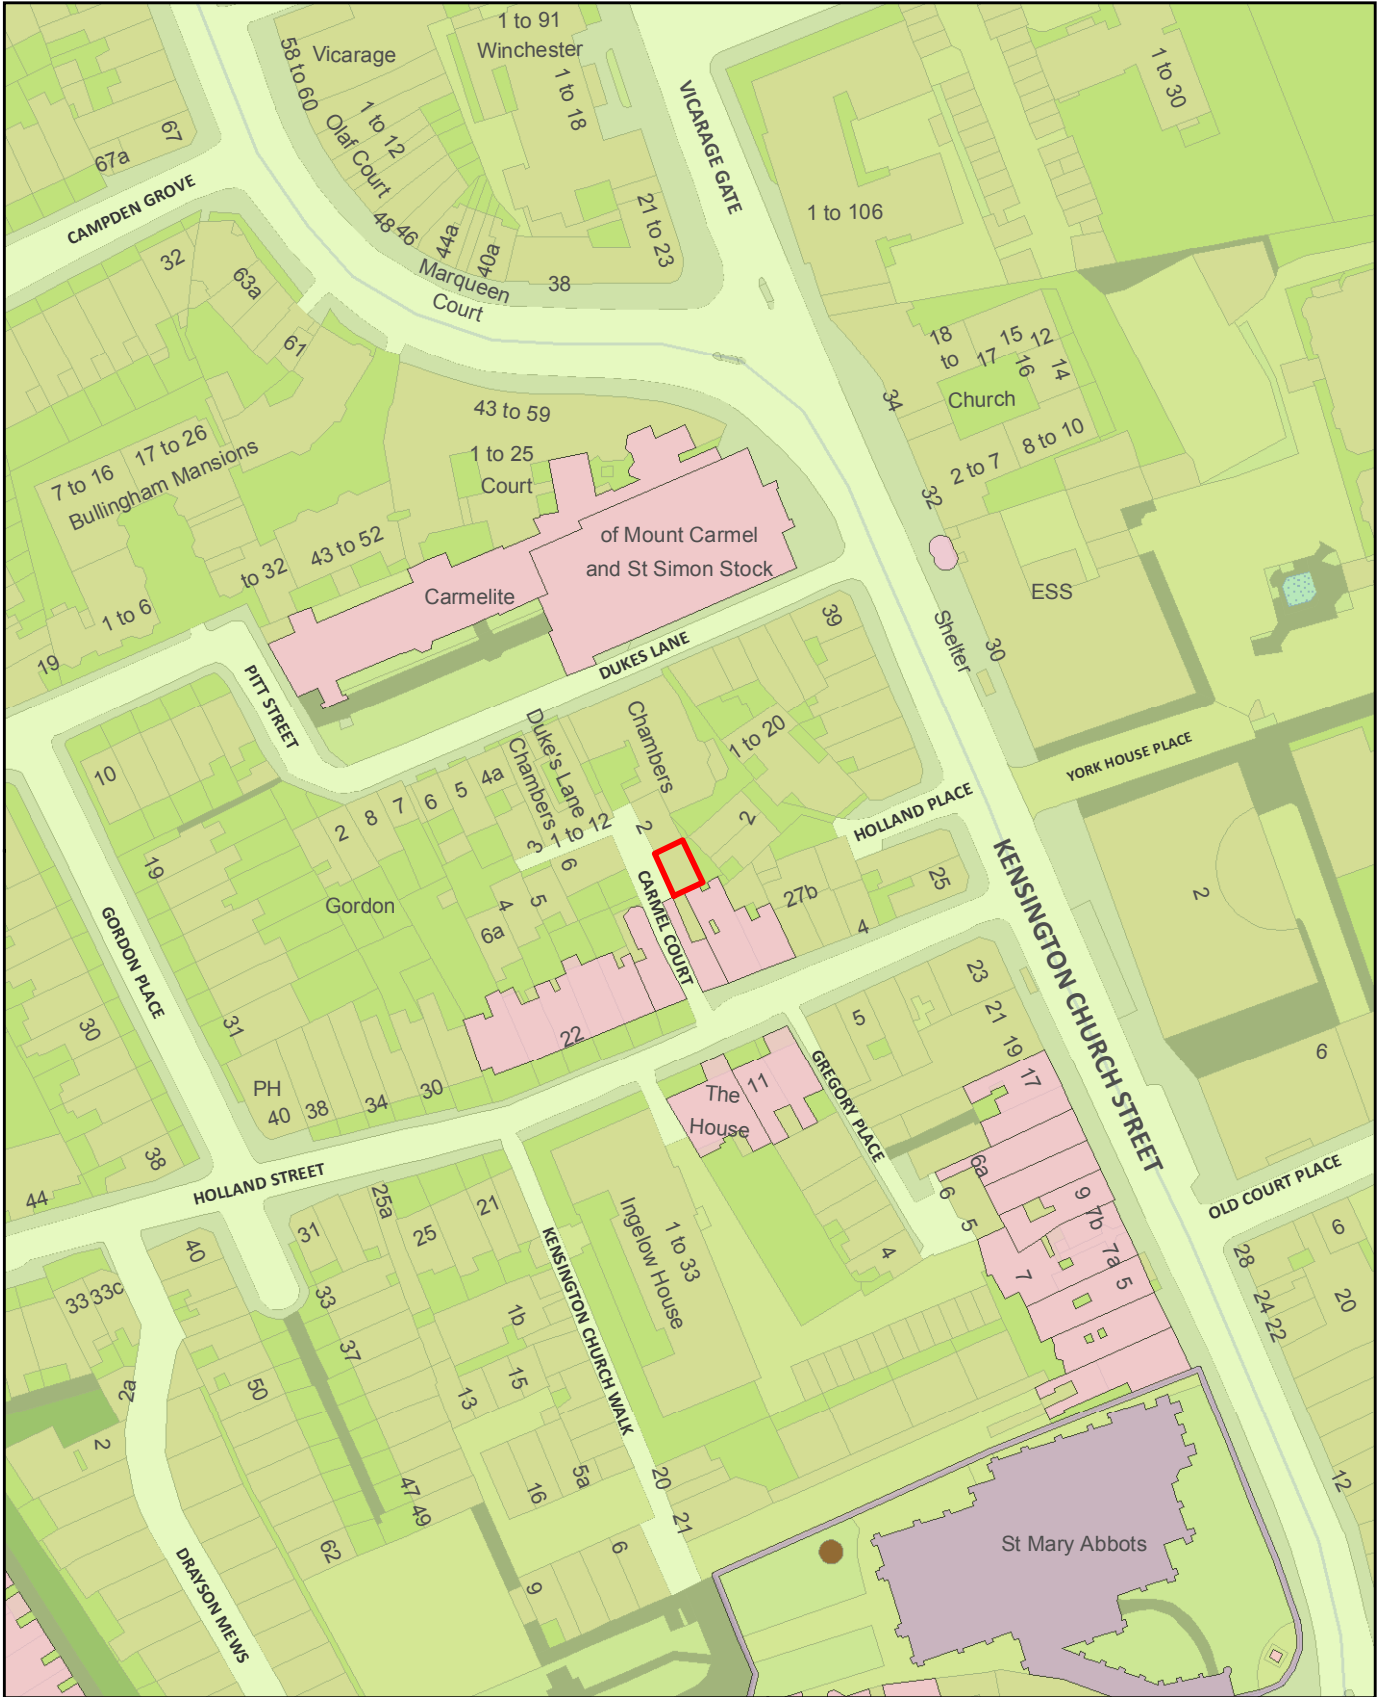 1 to 91
Winchester
Vicarage
58 to 60
1 to 18
1 to 30
VICARAGE GATE
1 to 12
Olaf Court
67
67a
CAMPDEN GROVE
48
46
44a
40a
21 to 23
1 to 106
32
63a
Marqueen
Court
38
61
18
to
17
15
16
12
14
34
Church
43 to 59
17 to 26
7 to 16
Bullingham Mansions
1 to 25
Court
8 to 10
2 to 7
32
of Mount Carmel
and St Simon Stock
43 to 52
to 32
Carmelite
ESS
1 to 6
39
Shelter
30
19
DUKES LANE
PITT STREET
Chambers
Duke's Lane
Chambers
1 to 20
YORK HOUSE PLACE
10
4a
5
6
7
8
2
HOLLAND PLACE
2
2
1 to 12
3
6
KENSINGTON CHURCH STREET
19
CARMEL COURT
27b
25
2
Gordon
4
5
6a
4
GORDON PLACE
23
30
31
22
5
21
19
6
GREGORY PLACE
17
PH
40
38
34
30
The
House
11
38
HOLLAND STREET
44
6a
6
5
9
7b
7a
5
7
OLD COURT PLACE
25a
21
25
31
40
KENSINGTON CHURCH WALK
Ingelow House
1 to 33
4
6
28
33
33c
33
20
24
22
1b
37
15
13
50
2a
2
12
20
21
5a
16
47
49
62
6
9
St Mary Abbots
DRAYSON MEWS